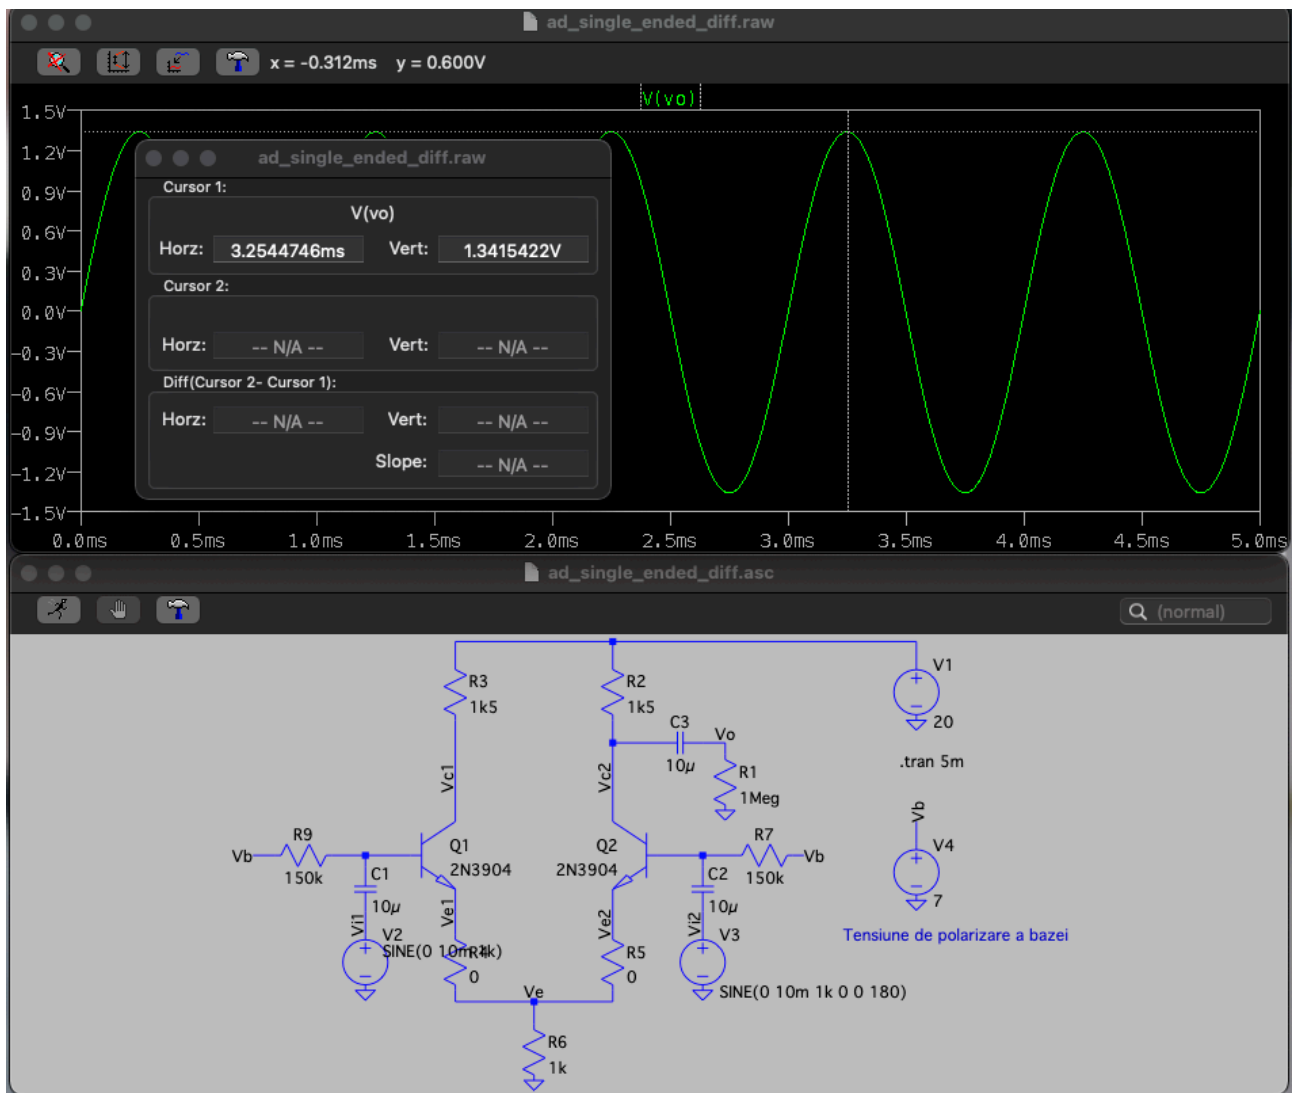 ad_single_ended_diff.raw
x = -0.312ms y = 0.600V
V(vo)
1.5V
1.2V
0.9V
0.6V
0.3V
0.0V
-0.3V
-0.6V
-0.9V
-1.2V
-1.5V
0.0ms 0.5ms 1.0ms 1.5ms 2.0ms 2.5ms 3.0ms 3.5ms 4.0ms 4.5ms 5.0ms
ad_single_ended_diff.raw
Cursor 1:
V(vo)
Horz: 3.2544746ms Vert: 1.3415422V
Cursor 2:
Horz: -- N/A -- Vert: -- N/A --
Diff(Cursor 2- Cursor 1):
Horz: -- N/A -- Vert: -- N/A --
Slope: -- N/A --
ad_single_ended_diff.asc
(normal)
R3
1k5
R2
1k5
V1
20
C3
10µ
Vo
R1
1Meg
.tran 5m
Vc1
Vc2
Vb
R9
150k
Q1
2N3904
Q2
2N3904
R7
150k
Vb
Vb
V4
7
C1
10µ
C2
10µ
Vi1
Ve1
Ve2
Vi2
V2
SINE(0 10m 1k)
R4
0
R5
0
V3
SINE(0 10m 1k 0 0 180)
Tensiune de polarizare a bazei
Ve
R6
1k